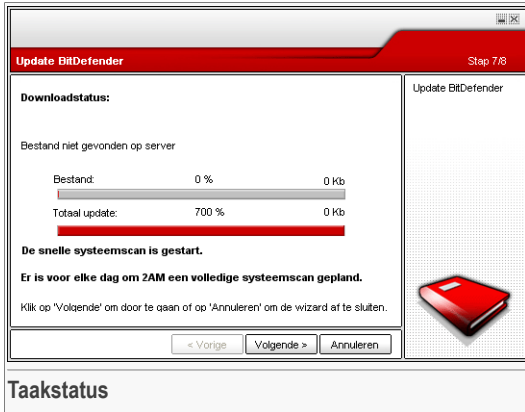 Update BitDefender
Stap 7/8
Downloadstatus:
Update BitDefender
Bestand niet gevonden op server
Bestand: 0 % 0 Kb
Totaal update: 700 % 0 Kb
De snelle systeemscan is gestart.
Er is voor elke dag om 2AM een volledige systeemscan gepland.
Klik op 'Volgende' om door te gaan of op 'Annuleren' om de wizard af te sluiten.
< Vorige
Volgende »
Annuleren
Taakstatus